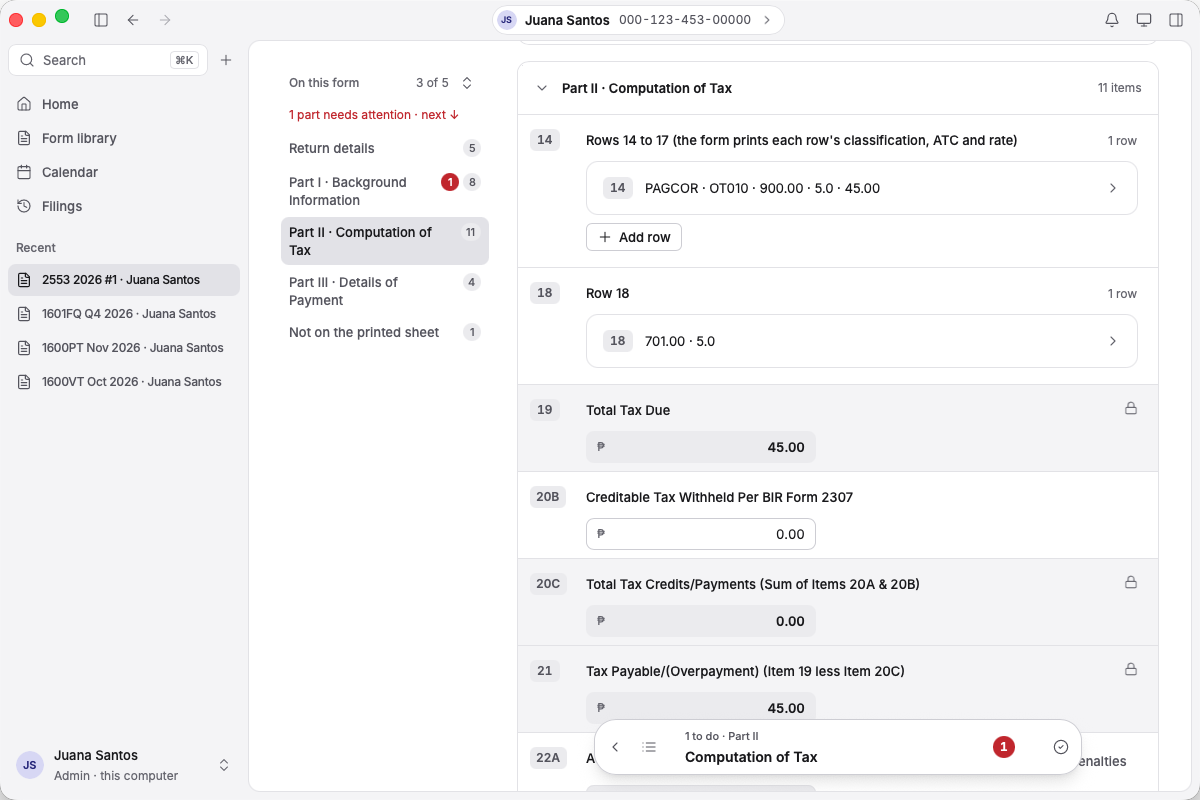 JS Juana Santos 000-123-453-00000
Search ⌘K
Home
Form library
Calendar
Filings
Recent
2553 2026 #1 · Juana Santos
1601FQ Q4 2026 · Juana Santos
1600PT Nov 2026 · Juana Santos
1600VT Oct 2026 · Juana Santos
JS Juana Santos
Admin · this computer
On this form 3 of 5
1 part needs attention · next ↓
Return details 5
Part I · Background 1 8
Information
Part II · Computation of 11
Tax
Part III · Details of 4
Payment
Not on the printed sheet 1
Part II · Computation of Tax 11 items
14 Rows 14 to 17 (the form prints each row's classification, ATC and rate) 1 row
14 PAGCOR · OT010 · 900.00 · 5.0 · 45.00
+ Add row
18 Row 18 1 row
18 701.00 · 5.0
19 Total Tax Due
₱ 45.00
20B Creditable Tax Withheld Per BIR Form 2307
₱ 0.00
20C Total Tax Credits/Payments (Sum of Items 20A & 20B)
₱ 0.00
21 Tax Payable/(Overpayment) (Item 19 less Item 20C)
₱ 45.00
22A A enalties
1 to do · Part II
Computation of Tax 1